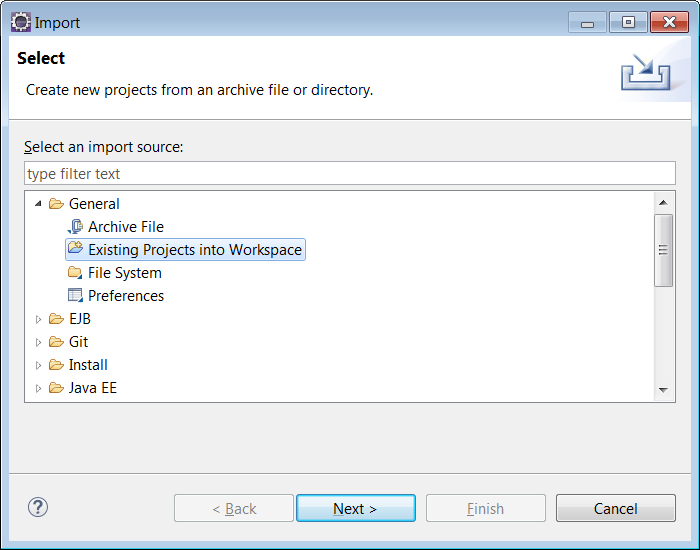 Import
Select
Create new projects from an archive file or directory.
Select an import source:
type filter text
General
Archive File
Existing Projects into Workspace
File System
Preferences
EJB
Git
Install
Java EE
?
< Back
Next >
Finish
Cancel